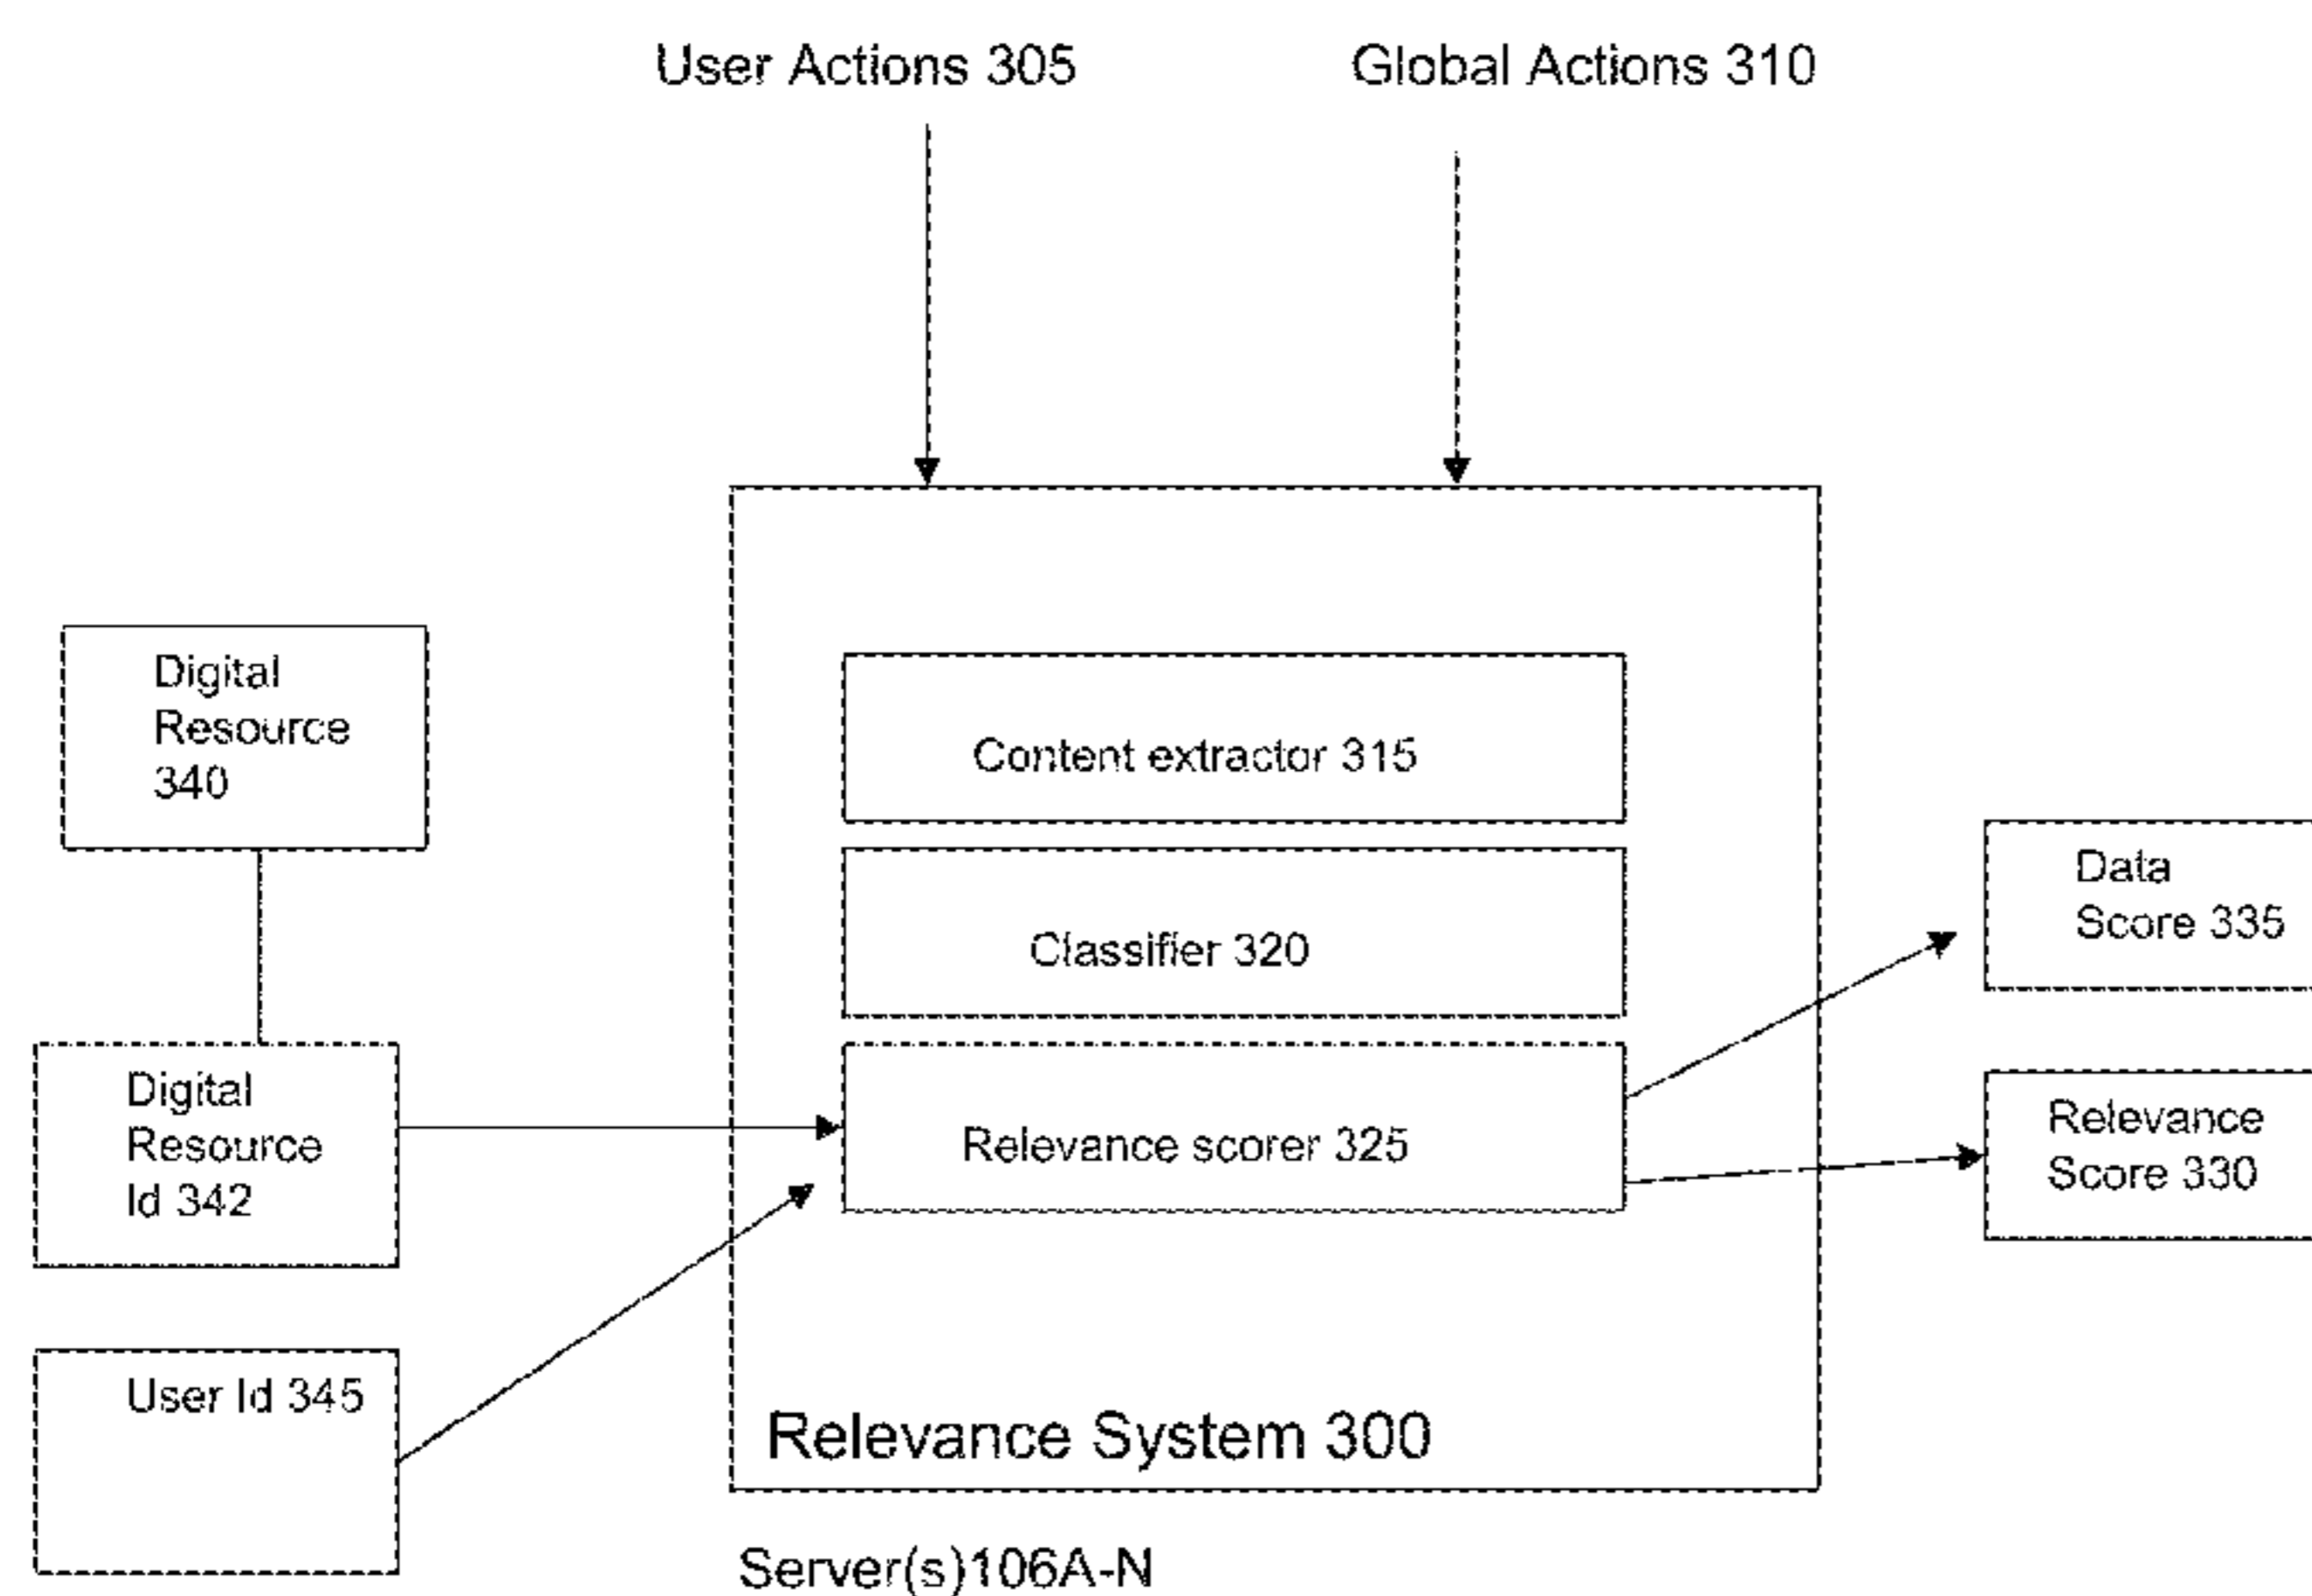 User Actions 305
Global Actions 310
Digital
Resource
340
Content extractor 315
Classifier 320
Data
Score 335
Digital
Resource
Id 342
Relevance scorer 325
Relevance
Score 330
User Id 345
Relevance System 300
Server(s)106A-N